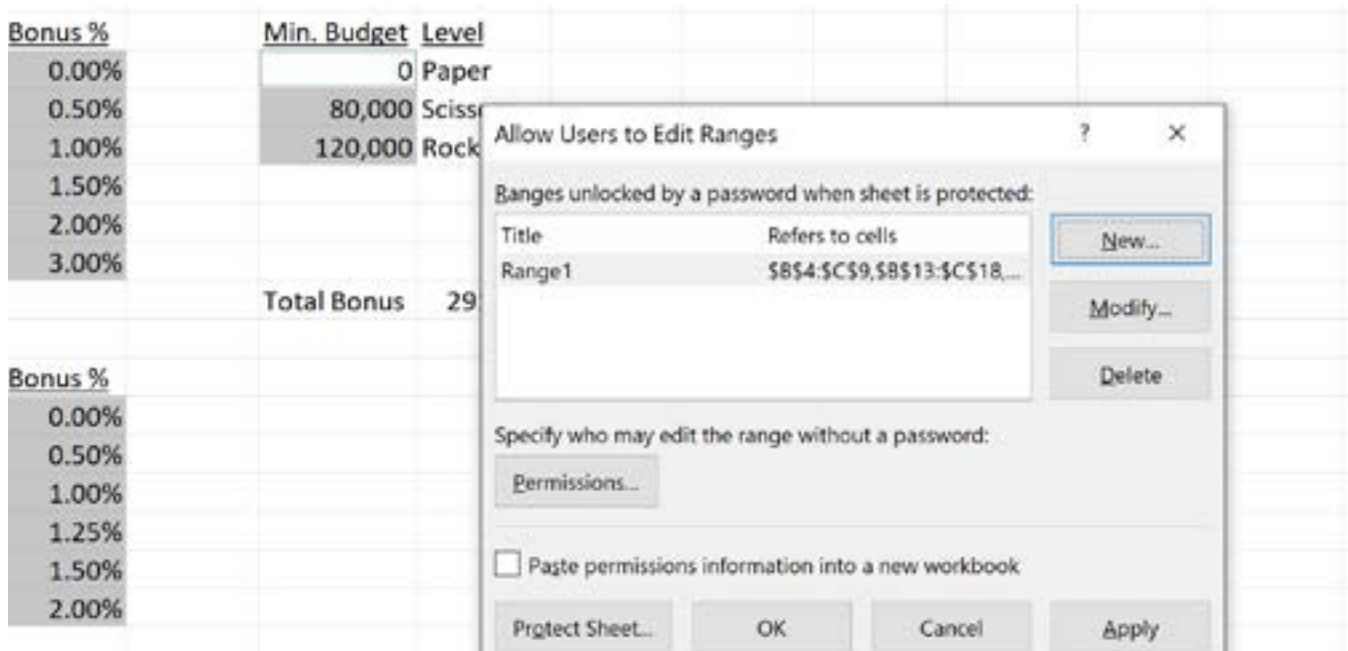 Bonus % Min. Budget Level
0.00% 0 Paper
0.50% 80,000 Scisso
1.00% 120,000 Rock
1.50%
2.00%
3.00%
Total Bonus 29
Bonus %
0.00%
0.50%
1.00%
1.25%
1.50%
2.00%
Allow Users to Edit Ranges ? ×
Ranges unlocked by a password when sheet is protected:
Title Refers to cells
Range1 $B$4:$C$9,$B$13:$C$18,...
New...
Modify...
Delete
Specify who may edit the range without a password:
Permissions...
Paste permissions information into a new workbook
Protect Sheet... OK Cancel Apply